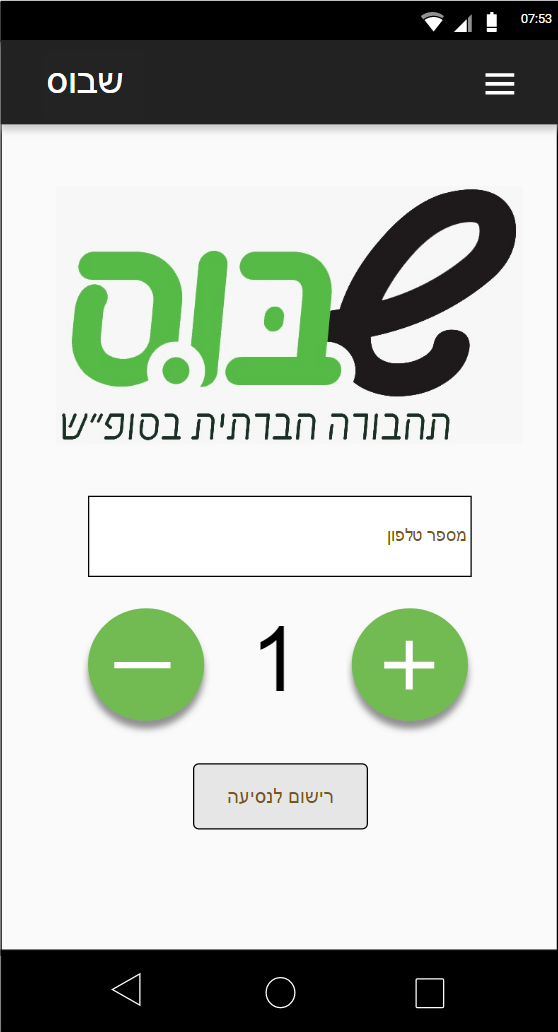 07:53
שבוס
שבוס
תחבורה חברתית בסופ״ש
מספר טלפון
1
רישום לנסיעה